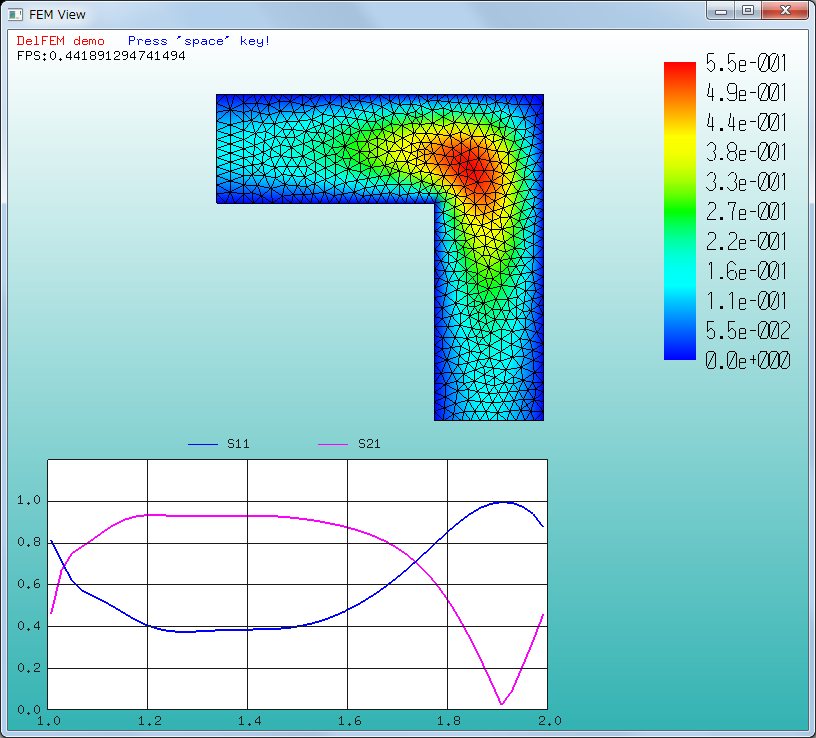 FEM View
DelFEM demo Press 'space' key!
FPS:0.441891294741494
5.5e-001
4.9e-001
4.4e-001
3.8e-001
3.3e-001
2.7e-001
2.2e-001
1.6e-001
1.1e-001
5.5e-002
0.0e+000
S11 S21
1.0
0.8
0.6
0.4
0.2
0.0
1.0 1.2 1.4 1.6 1.8 2.0